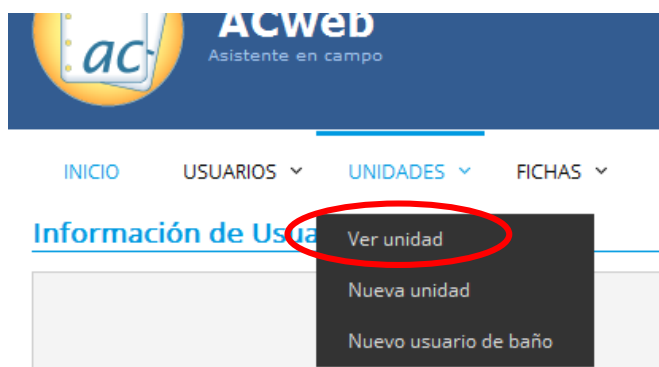 ac
ACWeb
Asistente en campo
INICIO USUARIOS UNIDADES FICHAS
Información de Usua
Ver unidad
Nueva unidad
Nuevo usuario de baño